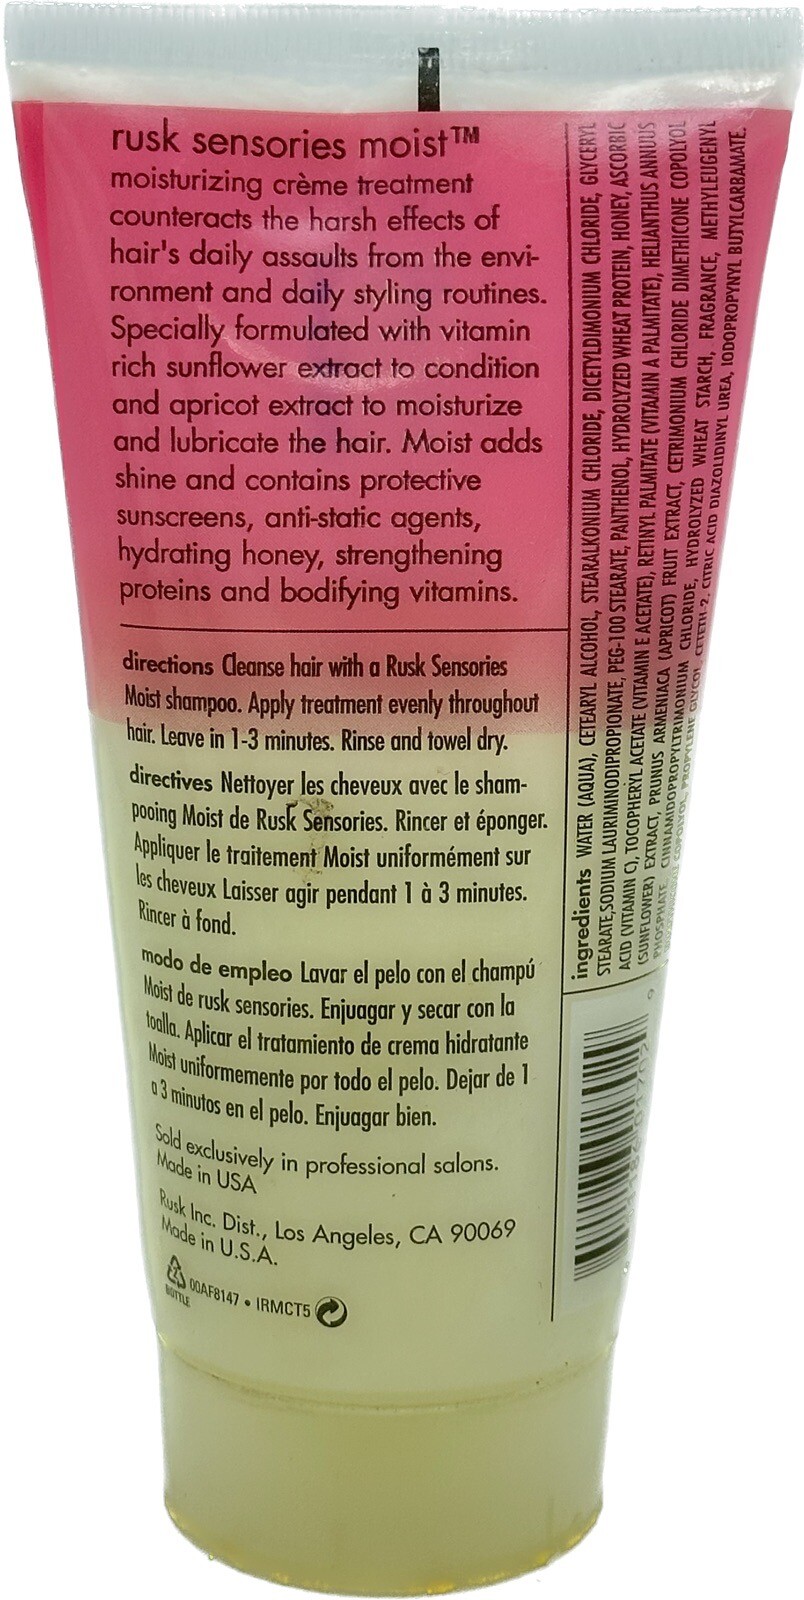 rusk sensories moist™
moisturizing crème treatment
counteracts the harsh effects of
hair's daily assaults from the envi-
ronment and daily styling routines.
Specially formulated with vitamin
rich sunflower extract to condition
and apricot extract to moisturize
and lubricate the hair. Moist adds
shine and contains protective
sunscreens, anti-static agents,
hydrating honey, strengthening
proteins and bodifying vitamins.
directions Cleanse hair with a Rusk Sensories
Moist shampoo. Apply treatment evenly throughout
hair. Leave in 1-3 minutes. Rinse and towel dry.
directives Nettoyer les cheveux avec le sham-
pooing Moist de Rusk Sensories. Rincer et éponger.
Appliquer le traitement Moist uniformément sur
les cheveux Laisser agir pendant 1 à 3 minutes.
Rincer à fond.
modo de empleo Lavar el pelo con el champú
Moist de rusk sensories. Enjuagar y secar con la
toalla. Aplicar el tratamiento de crema hidratante
Moist uniformemente por todo el pelo. Dejar de 1
a 3 minutos en el pelo. Enjuagar bien.
Sold exclusively in professional salons.
Made in USA
Rusk Inc. Dist., Los Angeles, CA 90069
Made in U.S.A.
2
BOTTLE
00AF8147 • IRMCT5
ingredients WATER (AQUA), CETEARYL ALCOHOL, STEARALKONIUM CHLORIDE, DICETYLDIMONIUM CHLORIDE, GLYCERYL
STEARATE,SODIUM LAURIMINODIPROPIONATE, PEG-100 STEARATE, PANTHENOL, HYDROLYZED WHEAT PROTEIN, HONEY, ASCORBIC
ACID (VITAMIN C), TOCOPHERYL ACETATE (VITAMIN E ACETATE), RETINYL PALMITATE (VITAMIN A PALMITATE), HELIANTHUS ANNUUS
(SUNFLOWER) EXTRACT, PRUNUS ARMENIACA (APRICOT) FRUIT EXTRACT, CETRIMONIUM CHLORIDE DIMETHICONE COPOLYOL
PHOSPHATE, CINNAMIDOPROPYLTRIMONIUM CHLORIDE, HYDROLYZED WHEAT STARCH, FRAGRANCE, METHYLEUGENYL
COPOLYOL, PROPYLENE GLYCOL, CETETH-2, CITRIC ACID DIAZOLIDINYL UREA, IODOPROPYNYL BUTYLCARBAMATE.
9